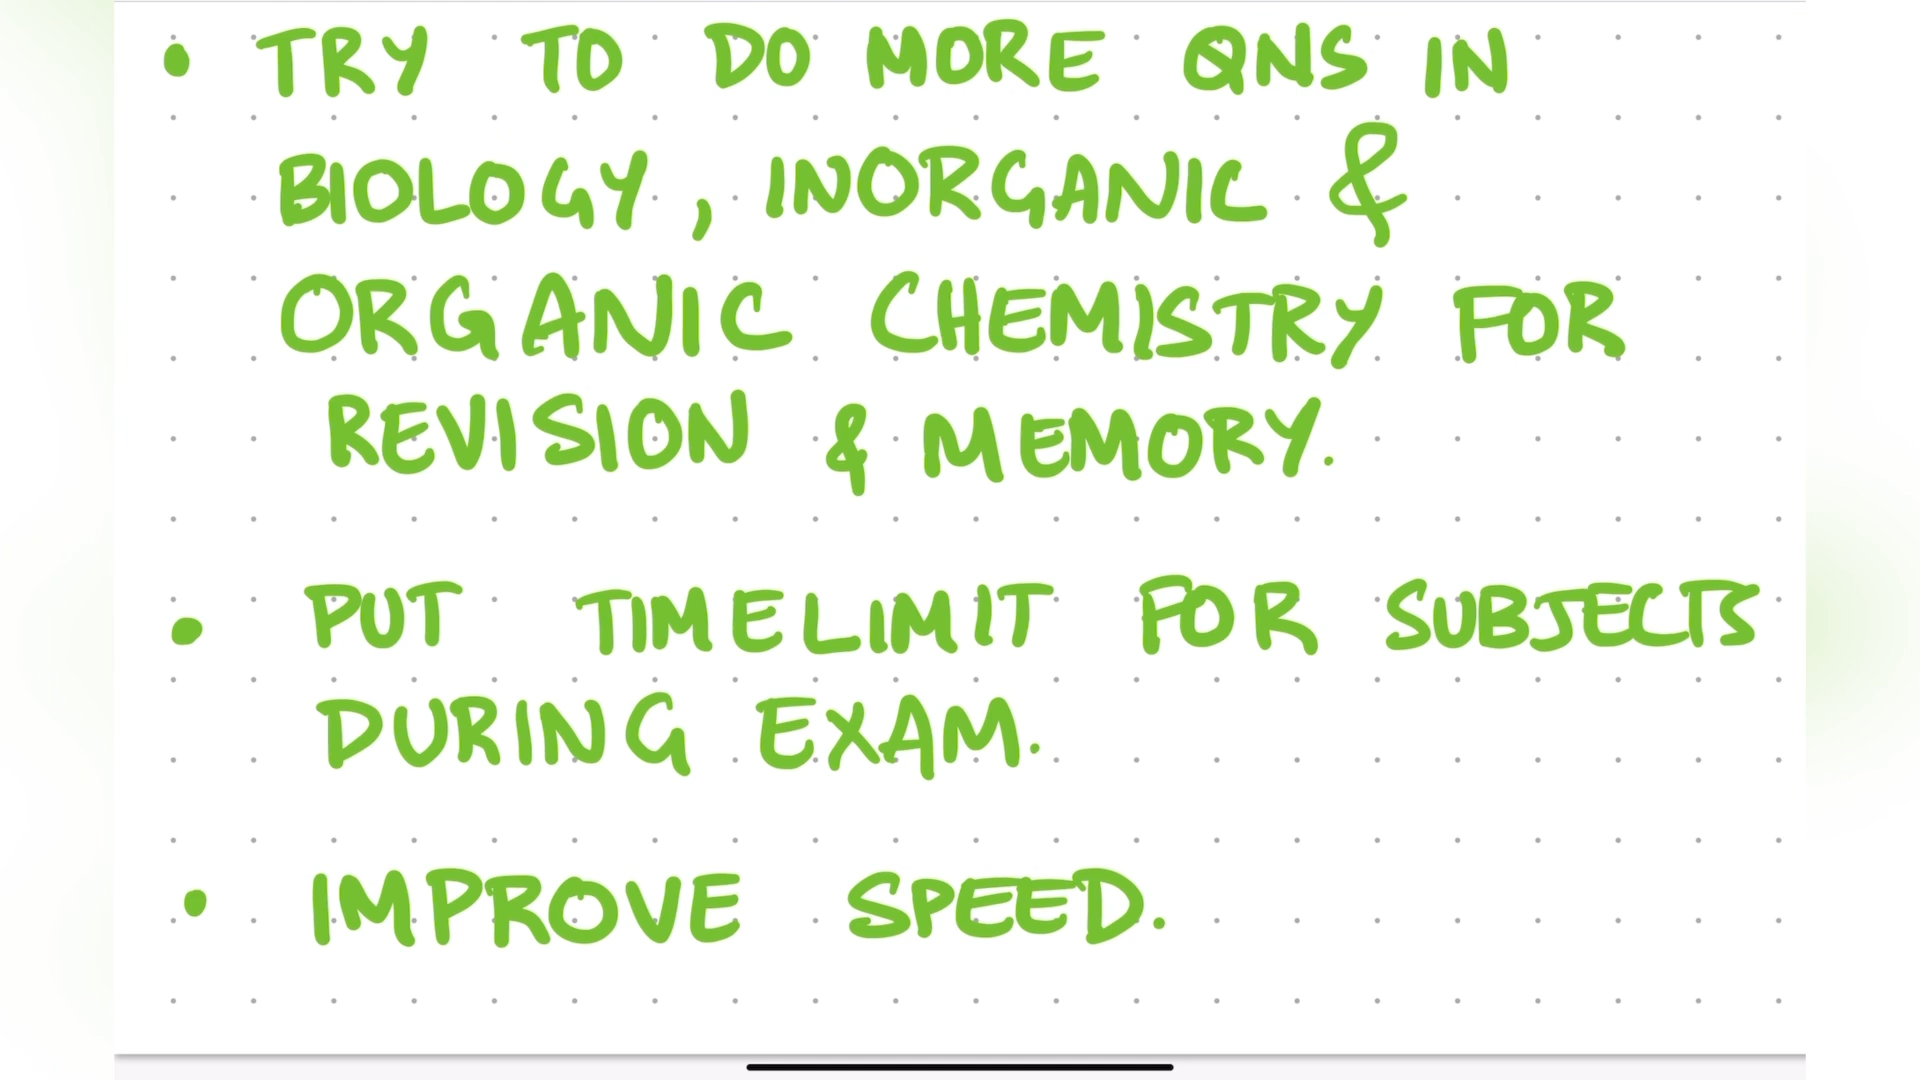 • TRY TO DO MORE QNS IN
BIOLOGY, INORGANIC &
ORGANIC CHEMISTRY FOR
REVISION & MEMORY.
• PUT TIMELIMIT FOR SUBJECTS
DURING EXAM.
• IMPROVE SPEED.